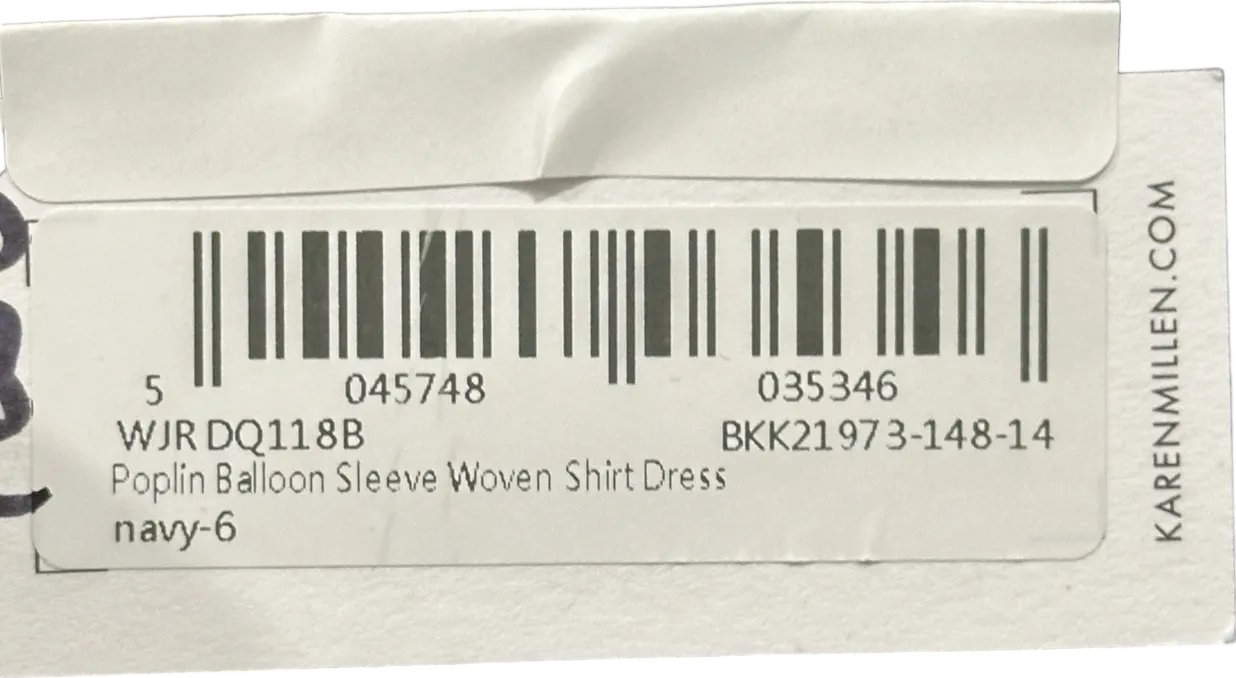 5 045748 035346
WJR DQ118B BKK21973-148-14
Poplin Balloon Sleeve Woven Shirt Dress
navy-6
KARENMILLEN.COM